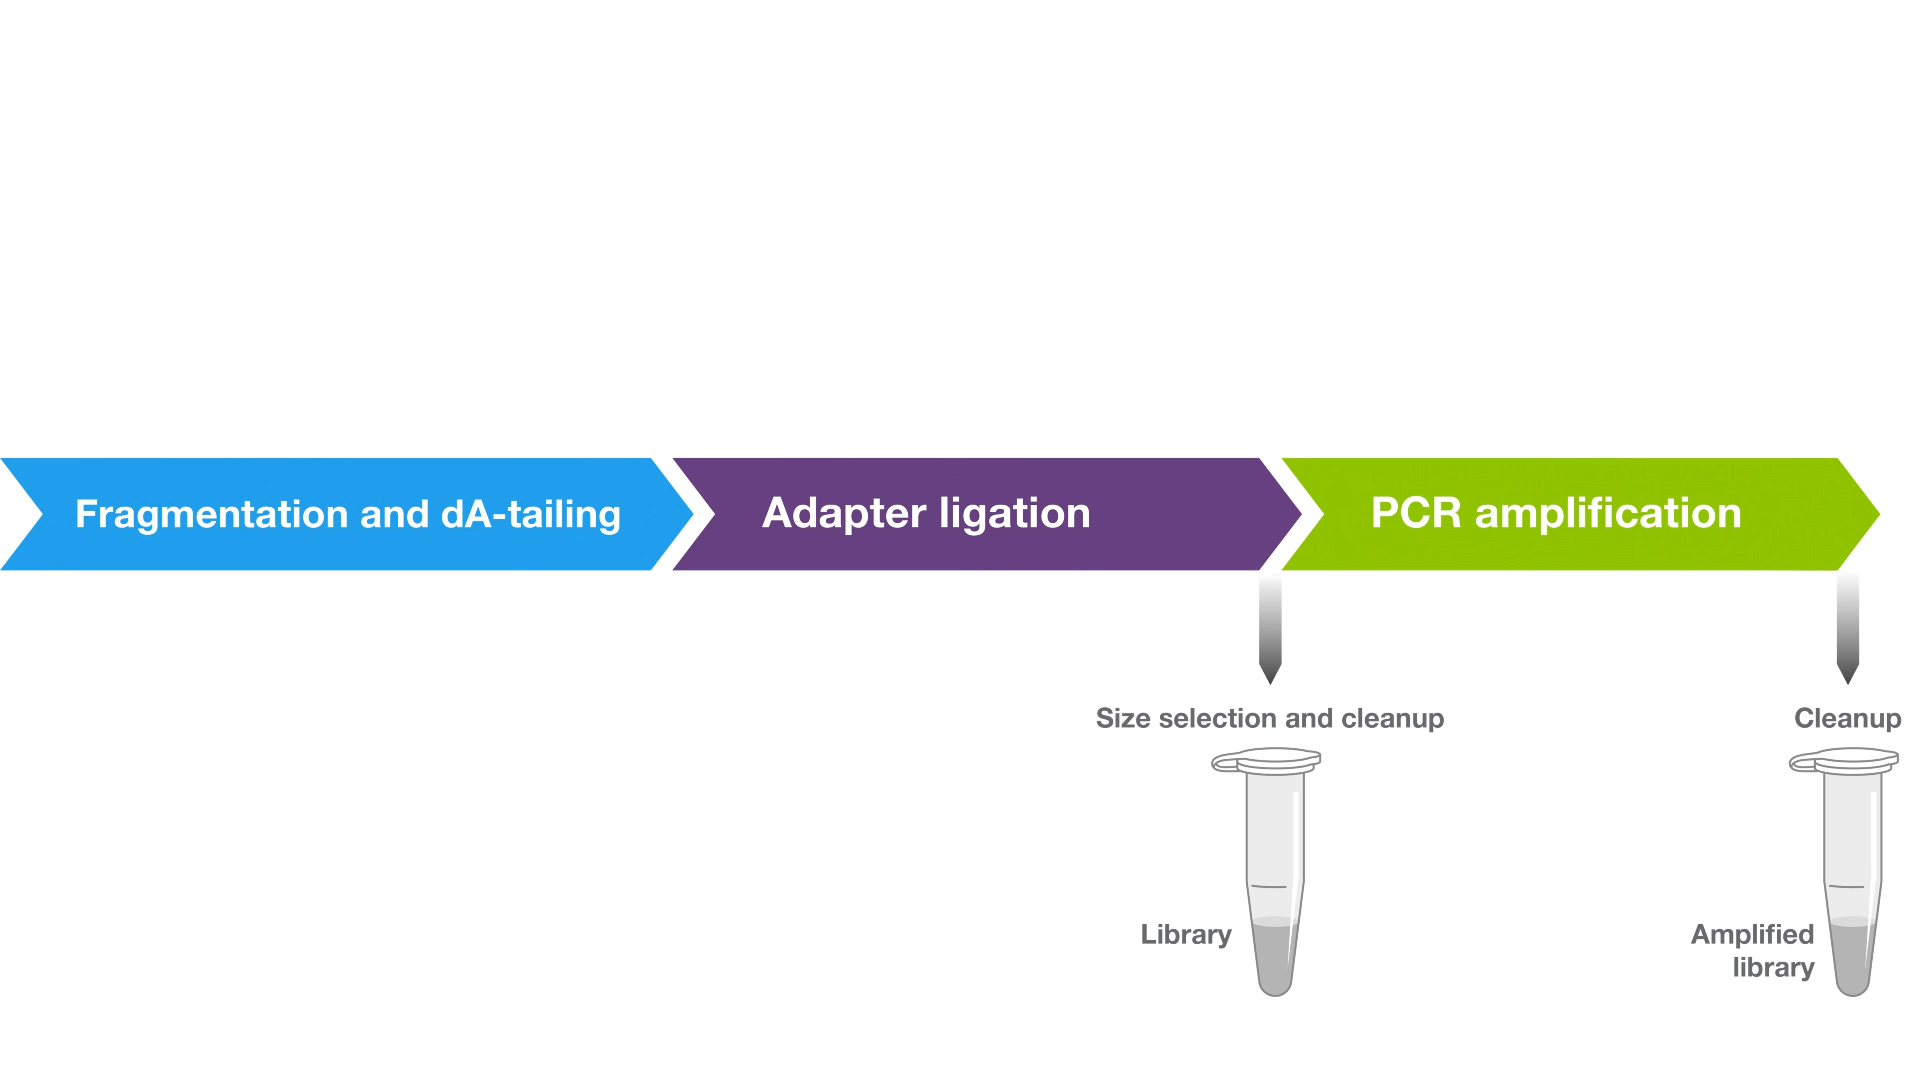 Fragmentation and dA-tailing
Adapter ligation
PCR amplification
Size selection and cleanup
Cleanup
Library
Amplified
library